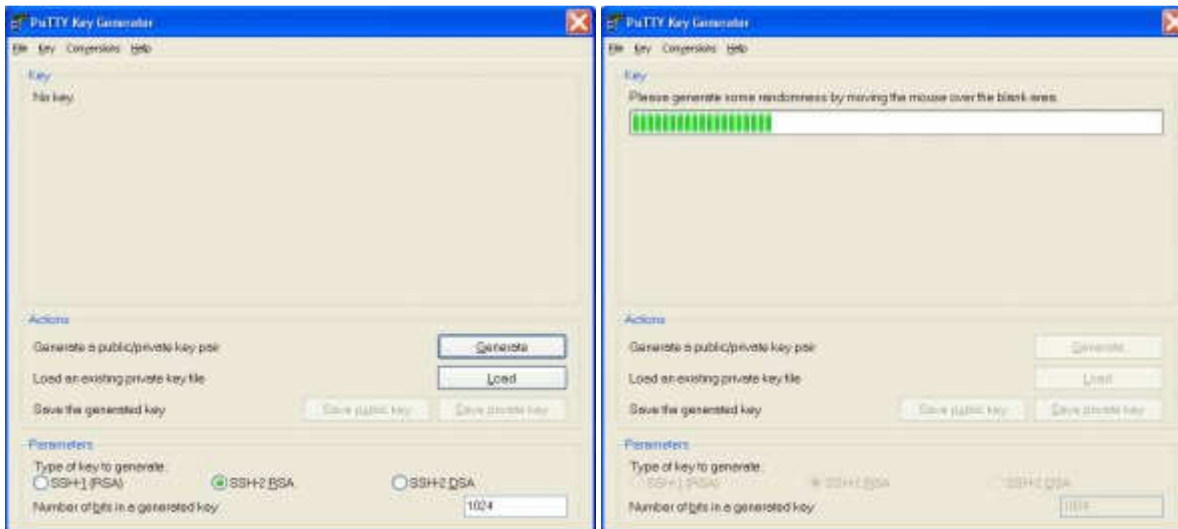 PuTTY Key Generator
File Key Conversions Help
Key
No key.
Actions
Generate a public/private key pair
Generate
Load an existing private key file
Load
Save the generated key
Save public key
Save private key
Parameters
Type of key to generate:
SSH-1 (RSA)
SSH-2 RSA
SSH-2 DSA
Number of bits in a generated key:
1024
PuTTY Key Generator
File Key Conversions Help
Key
Please generate some randomness by moving the mouse over the blank area.
Actions
Generate a public/private key pair
Generate
Load an existing private key file
Load
Save the generated key
Save public key
Save private key
Parameters
Type of key to generate:
SSH-1 (RSA)
SSH-2 RSA
SSH-2 DSA
Number of bits in a generated key:
1024